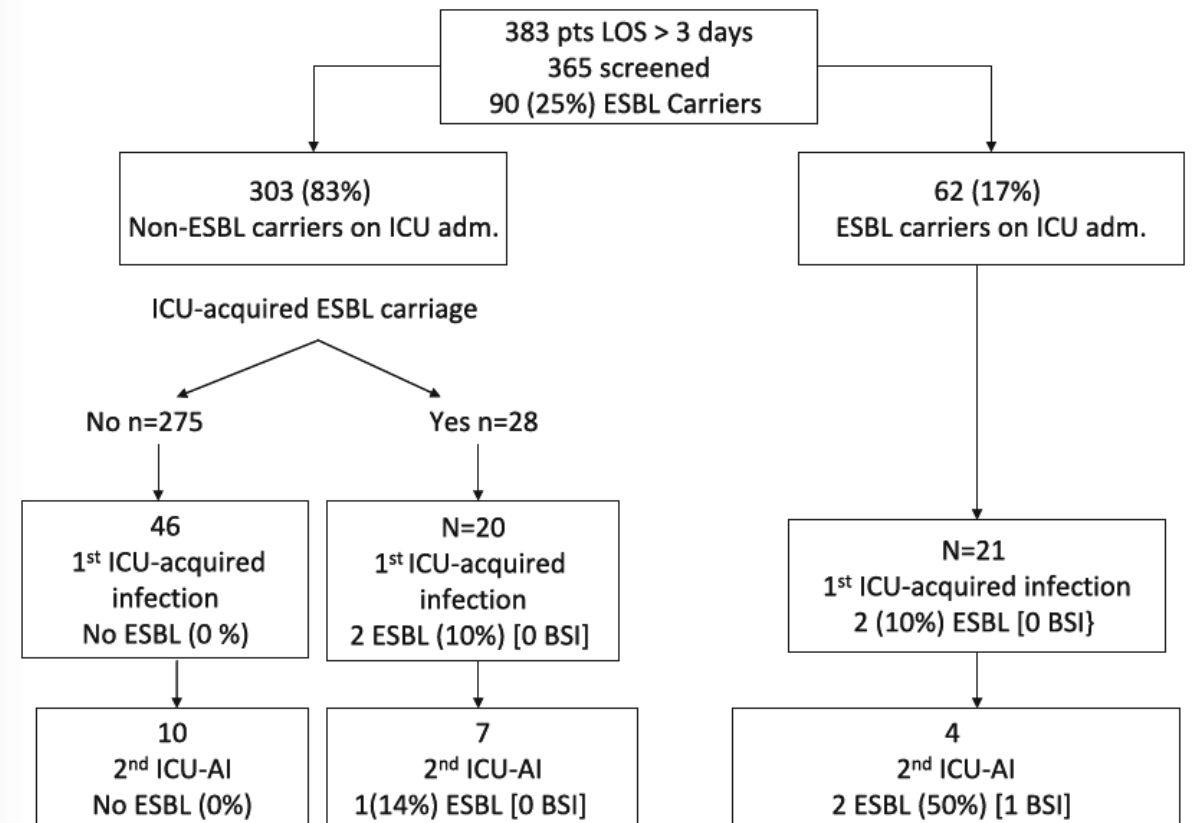 383 pts LOS > 3 days
365 screened
90 (25%) ESBL Carriers
303 (83%)
Non-ESBL carriers on ICU adm.
62 (17%)
ESBL carriers on ICU adm.
ICU-acquired ESBL carriage
No n=275
Yes n=28
46
1st ICU-acquired
infection
No ESBL (0 %)
N=20
1st ICU-acquired
infection
2 ESBL (10%) [0 BSI]
N=21
1st ICU-acquired infection
2 (10%) ESBL [0 BSI}
10
2nd ICU-AI
No ESBL (0%)
7
2nd ICU-AI
1(14%) ESBL [0 BSI]
4
2nd ICU-AI
2 ESBL (50%) [1 BSI]